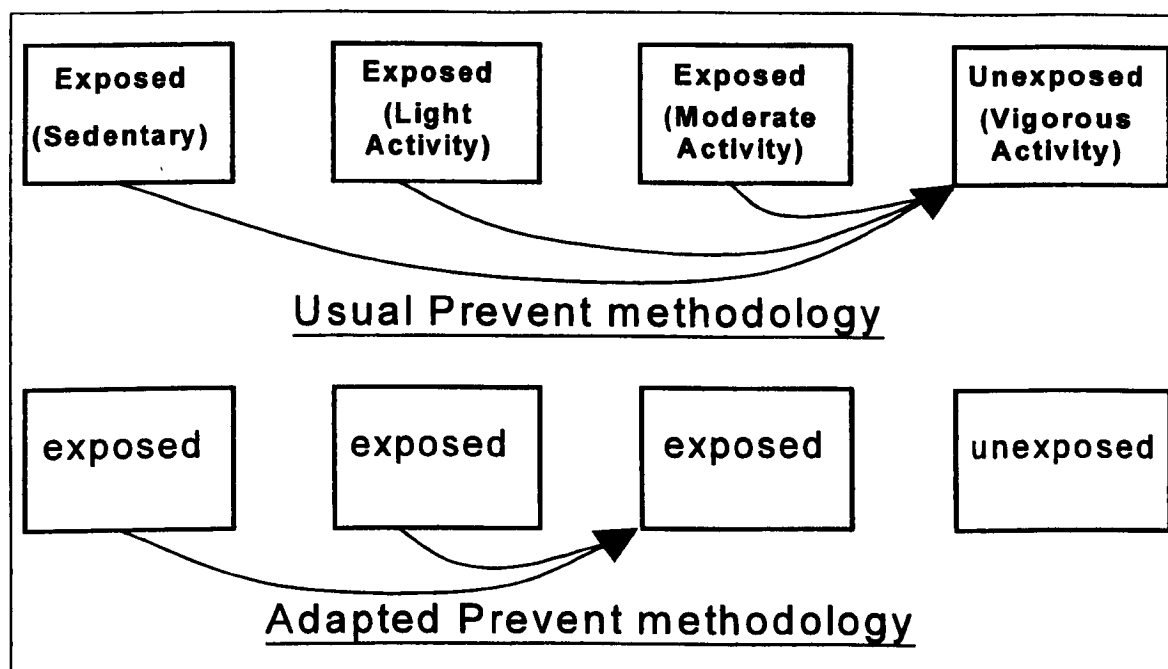 Exposed
(Sedentary)
Exposed
(Light
Activity)
Exposed
(Moderate
Activity)
Unexposed
(Vigorous
Activity)
Usual Prevent methodology
exposed
exposed
exposed
unexposed
Adapted Prevent methodology